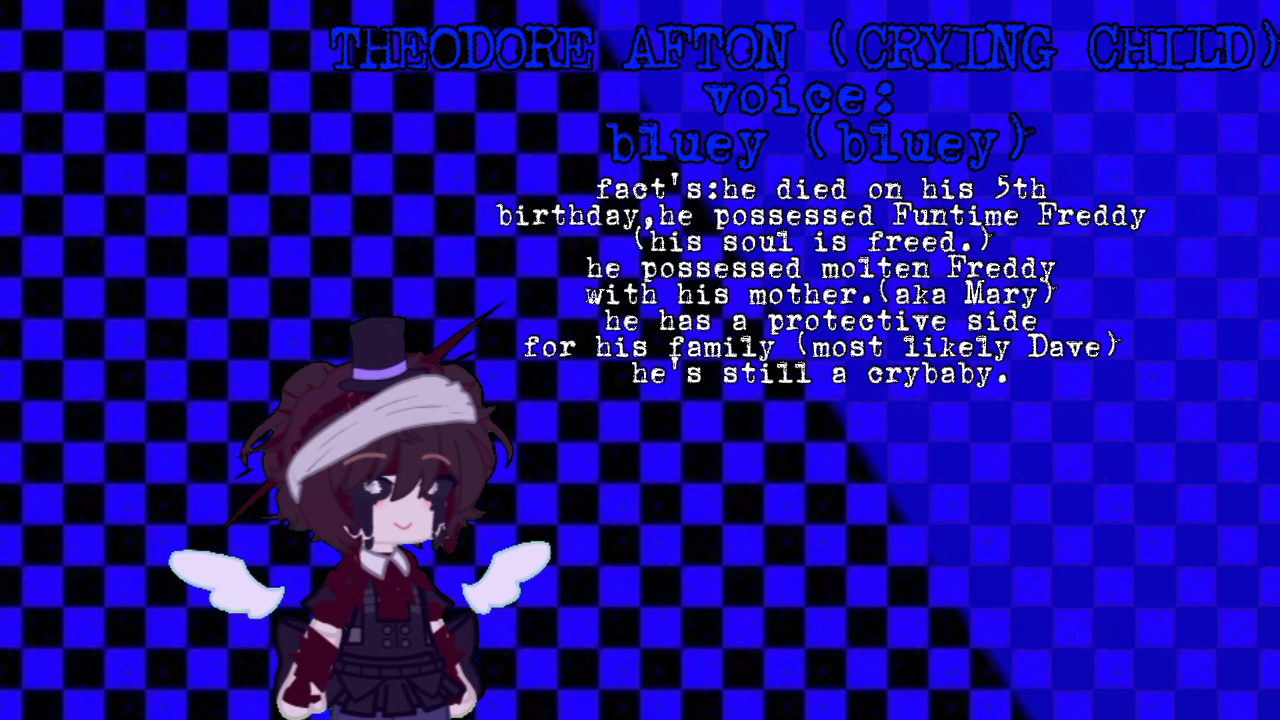 THEODORE AFTON (CRYING CHILD)
voice:
bluey (bluey)
fact's:he died on his 5th
birthday,he possessed Funtime Freddy
(his soul is freed.)
he possessed molten Freddy
with his mother.(aka Mary)
he has a protective side
for his family (most likely Dave)
he's still a crybaby.